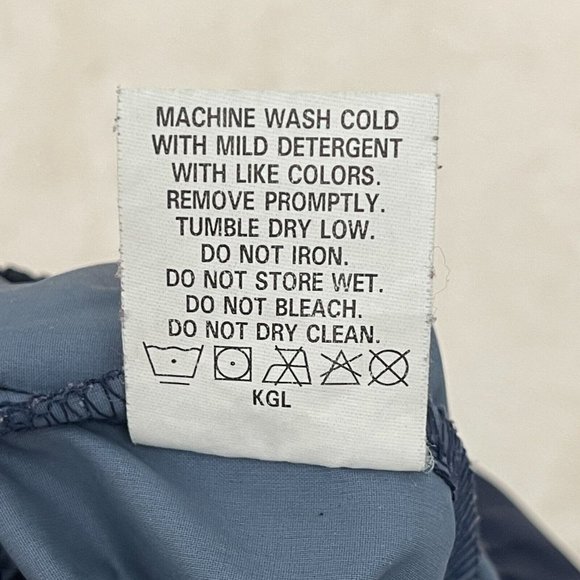 MACHINE WASH COLD
WITH MILD DETERGENT
WITH LIKE COLORS.
REMOVE PROMPTLY.
TUMBLE DRY LOW.
DO NOT IRON.
DO NOT STORE WET.
DO NOT BLEACH.
DO NOT DRY CLEAN.
KGL